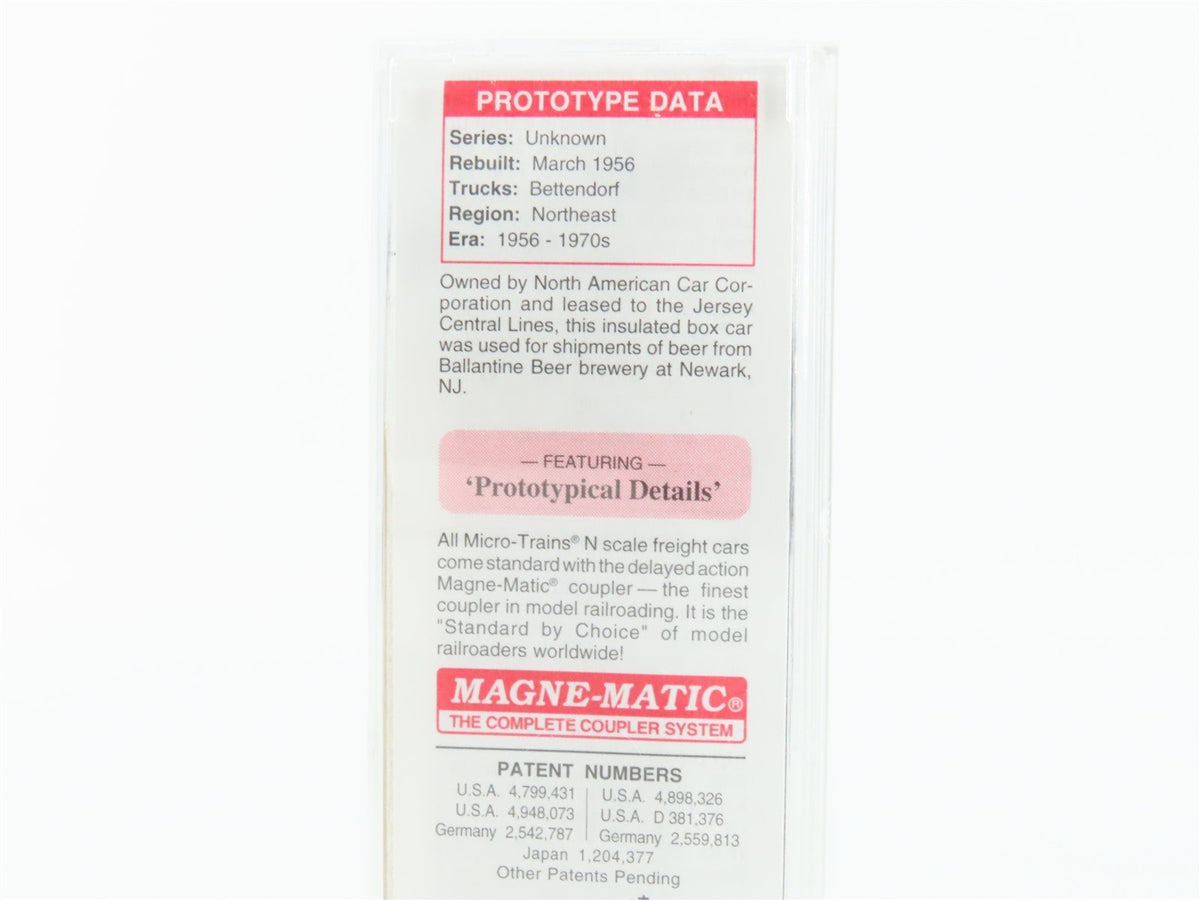 PROTOTYPE DATA
Series: Unknown
Rebuilt: March 1956
Trucks: Bettendorf
Region: Northeast
Era: 1956 - 1970s
Owned by North American Car Cor-
poration and leased to the Jersey
Central Lines, this insulated box car
was used for shipments of beer from
Ballantine Beer brewery at Newark,
NJ.
— FEATURING —
‘Prototypical Details’
All Micro-Trains® N scale freight cars
come standard with the delayed action
Magne-Matic® coupler — the finest
coupler in model railroading. It is the
"Standard by Choice" of model
railroaders worldwide!
MAGNE-MATIC®
THE COMPLETE COUPLER SYSTEM
PATENT NUMBERS
U.S.A. 4,799,431 U.S.A. 4,898,326
U.S.A. 4,948,073 U.S.A. D 381,376
Germany 2,542,787 Germany 2,559,813
Japan 1,204,377
Other Patents Pending